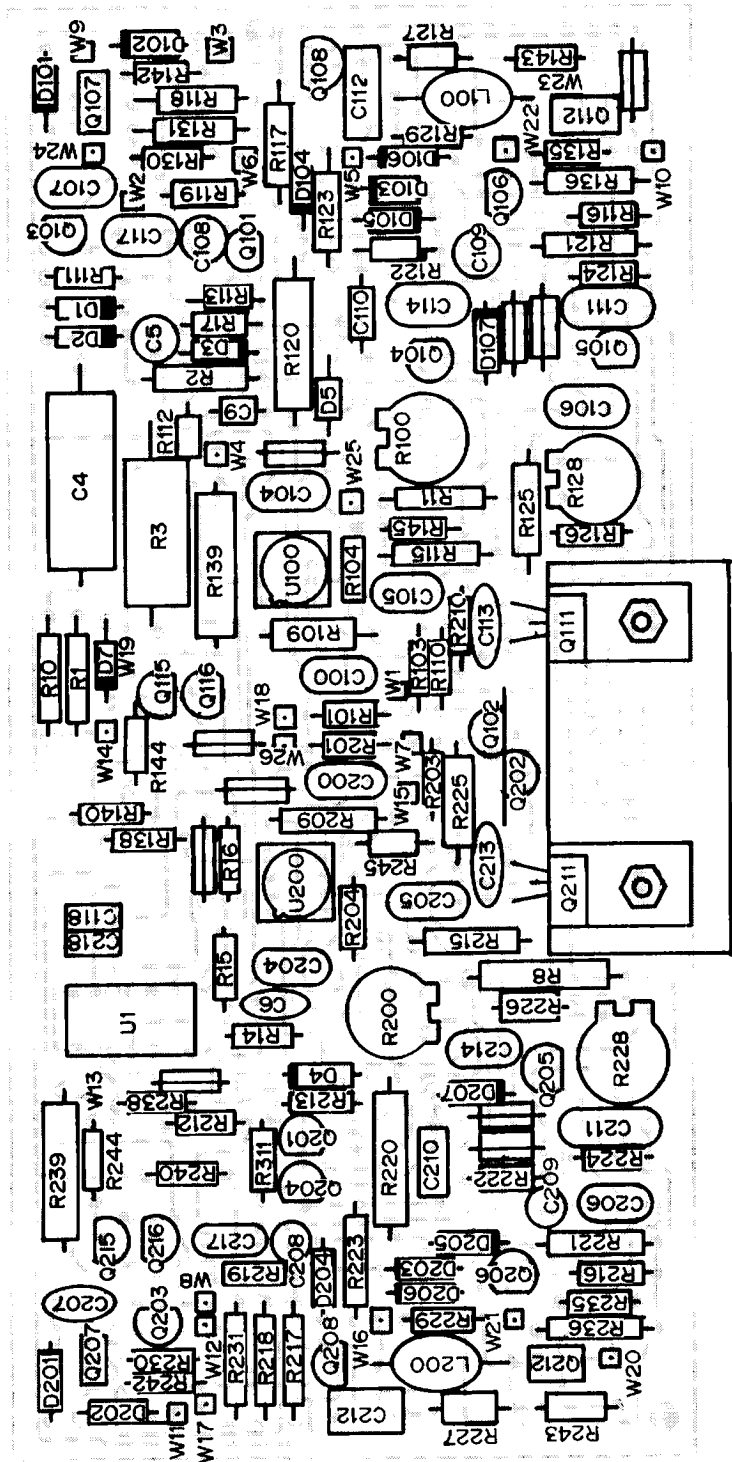 W9
D102
W3
R127
R143
D101
Q107
R142
Q108
C112
L100
W23
R118
R131
R117
R129
Q112
W22
W24
R130
W6
D104
W5
D106
R135
W10
C107
W2
R119
R123
D103
Q106
R136
D105
R116
Q103
C117
C108
Q101
C109
R121
R111
R122
R124
D1
R113
R120
C110
C114
C111
D2
C5
R17
D107
D3
Q104
Q105
R2
D5
C9
C106
R112
R100
W4
W25
C4
C104
R11
R128
R3
R125
R139
R145
R126
U100
R104
R115
C105
R210
C113
Q111
R109
R10
R1
D7
W19
C100
R103
R110
W1
Q115
Q116
W18
R101
Q102
W14
R144
W26
R201
W7
R203
R225
Q202
C200
W15
R140
R209
R138
R16
R245
C213
U200
C205
Q211
C118
R204
C218
R215
R15
C204
R8
C6
R226
U1
R14
R200
C214
R228
D4
Q205
W13
D207
R238
R213
R239
R212
C211
R244
Q201
R220
C210
R311
R224
R240
Q204
R222
C209
C206
Q215
Q216
C217
C208
R223
D205
R221
R219
D204
D203
Q206
R216
C207
W8
D206
R235
Q203
W12
R231
R218
R217
W16
R229
W21
R236
Q207
R230
Q208
L200
Q212
W20
D201
R242
D202
C212
W11
W17
R227
R243